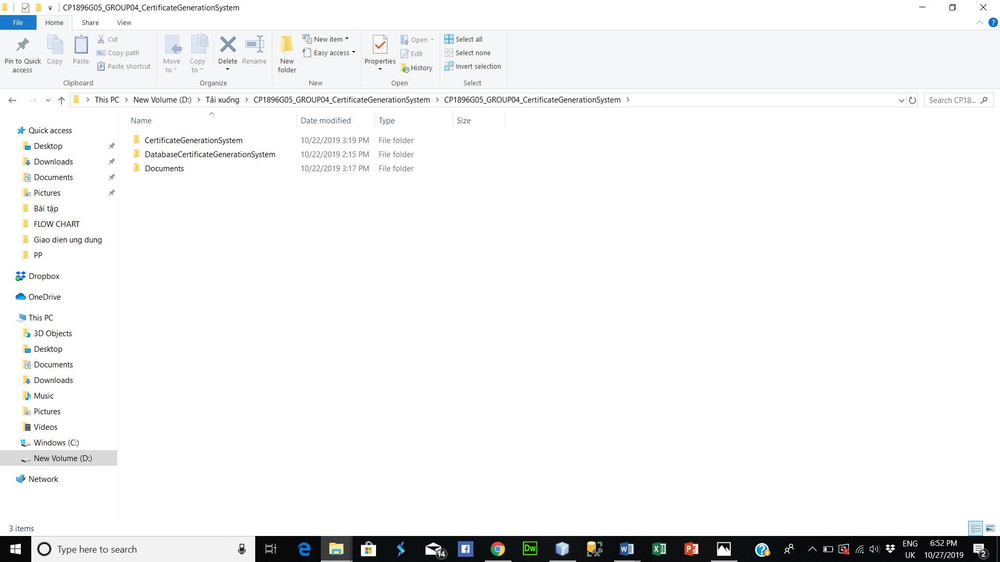 CP1896G05_GROUP04_CertificateGenerationSystem
File Home Share View
Pin to Quick access
Copy
Paste
Cut
Copy path
Paste shortcut
Clipboard
Move to
Copy to
Delete
Rename
Organize
New folder
New item
Easy access
New
Properties
Open
Edit
History
Open
Select all
Select none
Invert selection
Select
This PC New Volume (D:) Tải xuống CP1896G05_GROUP04_CertificateGenerationSystem CP1896G05_GROUP04_CertificateGenerationSystem
Search CP18...
Name Date modified Type Size
CertificateGenerationSystem 10/22/2019 3:19 PM File folder
DatabaseCertificateGenerationSystem 10/22/2019 2:15 PM File folder
Documents 10/22/2019 3:17 PM File folder
Quick access
Desktop
Downloads
Documents
Pictures
Bài tập
FLOW CHART
Giao dien ung dung
PP
Dropbox
OneDrive
This PC
3D Objects
Desktop
Documents
Downloads
Music
Pictures
Videos
Windows (C:)
New Volume (D:)
Network
3 items
Type here to search
14
Dw
ENG
UK
6:52 PM
10/27/2019
2